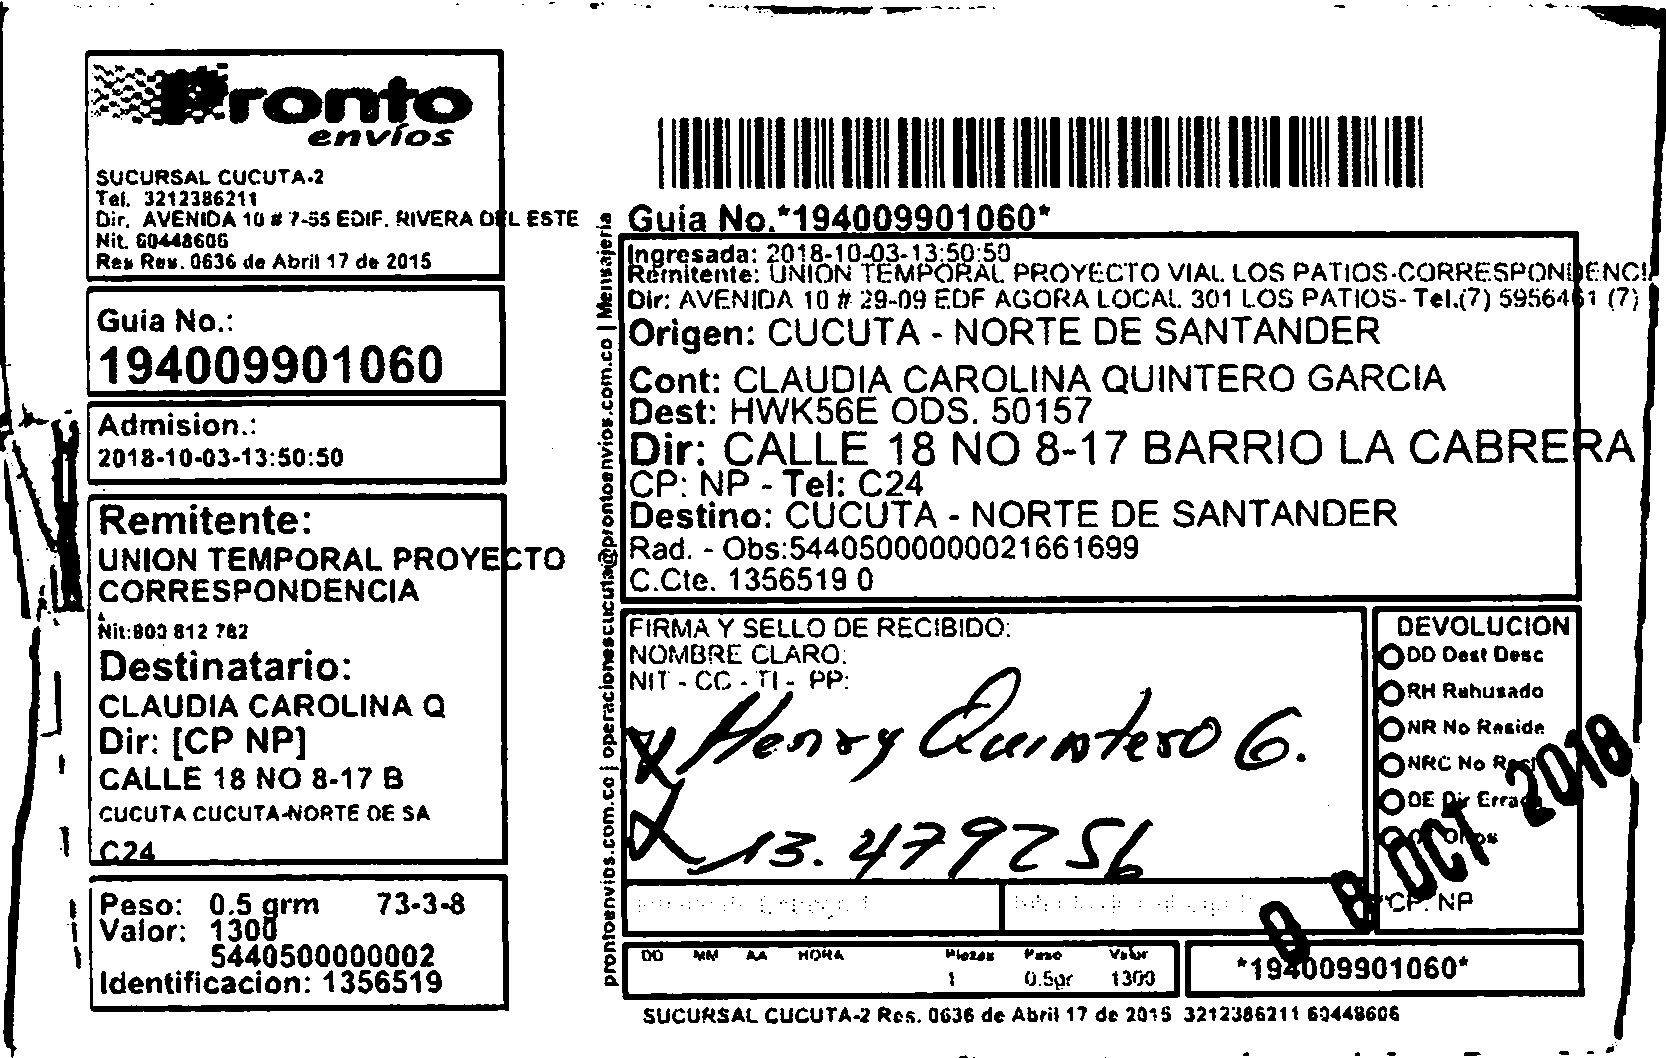 Pronto
envíos
SUCURSAL CUCUTA-2
Tel. 3212386211
Dir. AVENIDA 10 # 7-55 EDIF. RIVERA DEL ESTE
Nit. 60448606
Res Res. 0636 de Abril 17 de 2015
Guia No.:
194009901060
Admision.:
2018-10-03-13:50:50
Remitente:
UNION TEMPORAL PROYECTO
CORRESPONDENCIA
Nit:900 812 782
Destinatario:
CLAUDIA CAROLINA Q
Dir: [CP NP]
CALLE 18 NO 8-17 B
CUCUTA CUCUTA-NORTE DE SA
C24
Peso: 0.5 grm 73-3-8
Valor: 1300
5440500000002
Identificacion: 1356519
prontoenvios.com.co | operacionescucuta@prontoenvios.com.co | Mensajeria
Guia No.*194009901060*
Ingresada: 2018-10-03-13:50:50
Remitente: UNION TEMPORAL PROYECTO VIAL LOS PATIOS-CORRESPONDENCI
Dir: AVENIDA 10 # 29-09 EDF AGORA LOCAL 301 LOS PATIOS- Tel.(7) 5956461 (7)
Origen: CUCUTA - NORTE DE SANTANDER
Cont: CLAUDIA CAROLINA QUINTERO GARCIA
Dest: HWK56E ODS. 50157
Dir: CALLE 18 NO 8-17 BARRIO LA CABRERA
CP: NP - Tel: C24
Destino: CUCUTA - NORTE DE SANTANDER
Rad. - Obs:54405000000021661699
C.Cte. 1356519 0
FIRMA Y SELLO DE RECIBIDO:
NOMBRE CLARO:
NIT - CC - TI - PP:
Henry Quintero G.
13.479256
DEVOLUCION
DD Dest Desc
RH Rehusado
NR No Reside
NRC No
DE Dir Errada
CP: NP
08 OCT 2018
DD MM AA HORA Piezas Peso Valor
1 0.5gr 1300
*194009901060*
SUCURSAL CUCUTA-2 Res. 0636 de Abril 17 de 2015 3212386211 60448606